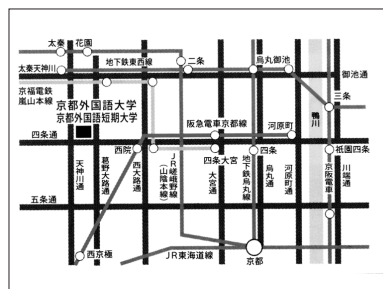 太秦
花園
二条
烏丸御池
太秦天神川
地下鉄東西線
御池通
京福電鉄
嵐山本線
三条
京都外国語大学
京都外国語短期大学
鴨川
阪急電車京都線
河原町
四条通
西院
四条大宮
四条
祇園四条
天神川通
葛野大路通
西大路通
JR嵯峨野線
(山陰本線)
大宮通
地下鉄烏丸線
烏丸通
河原町通
京阪電車
川端通
五条通
西京極
京都
JR東海道線